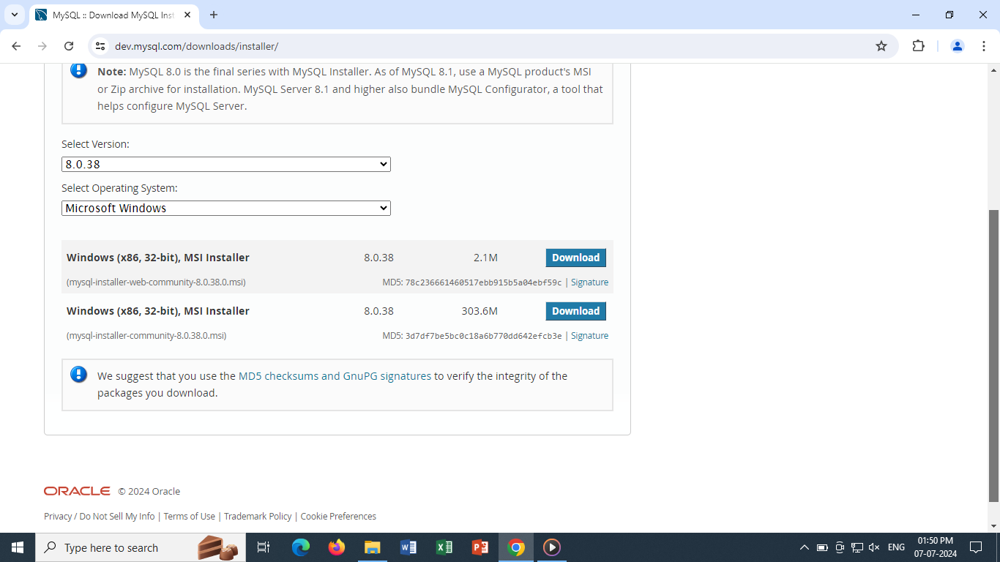 MySQL :: Download MySQL Inst
dev.mysql.com/downloads/installer/
Note: MySQL 8.0 is the final series with MySQL Installer. As of MySQL 8.1, use a MySQL product's MSI
or Zip archive for installation. MySQL Server 8.1 and higher also bundle MySQL Configurator, a tool that
helps configure MySQL Server.
Select Version:
8.0.38
Select Operating System:
Microsoft Windows
Windows (x86, 32-bit), MSI Installer 8.0.38 2.1M Download
(mysql-installer-web-community-8.0.38.0.msi) MD5: 78c236661460517ebb915b5a04ebf59c | Signature
Windows (x86, 32-bit), MSI Installer 8.0.38 303.6M Download
(mysql-installer-community-8.0.38.0.msi) MD5: 3d7df7be5bc0c18a6b770dd642efcb3e | Signature
We suggest that you use the MD5 checksums and GnuPG signatures to verify the integrity of the
packages you download.
ORACLE © 2024 Oracle
Privacy / Do Not Sell My Info | Terms of Use | Trademark Policy | Cookie Preferences
Type here to search
ENG
01:50 PM
07-07-2024